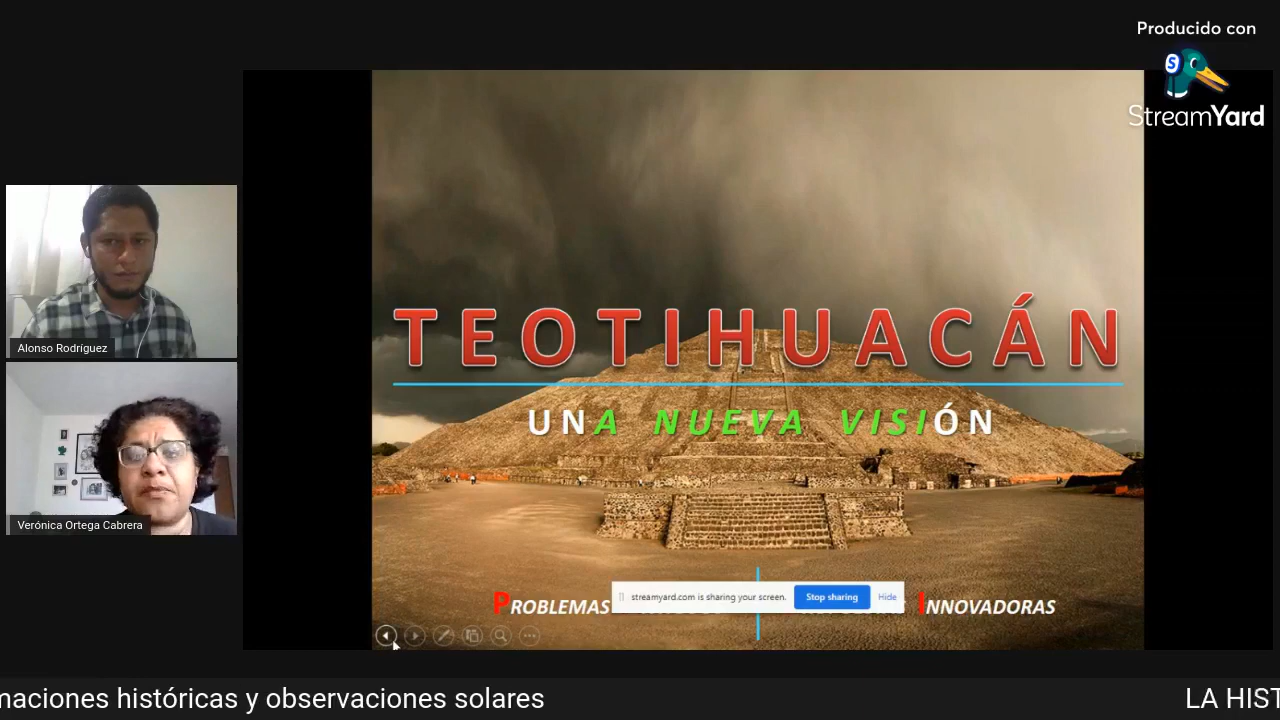 Producido con
StreamYard
Alonso Rodríguez
Verónica Ortega Cabrera
TEOTIHUACÁN
UNA NUEVA VISIÓN
PROBLEMAS
INNOVADORAS
streamyard.com is sharing your screen.
Stop sharing
Hide
maciones históricas y observaciones solares
LA HIST